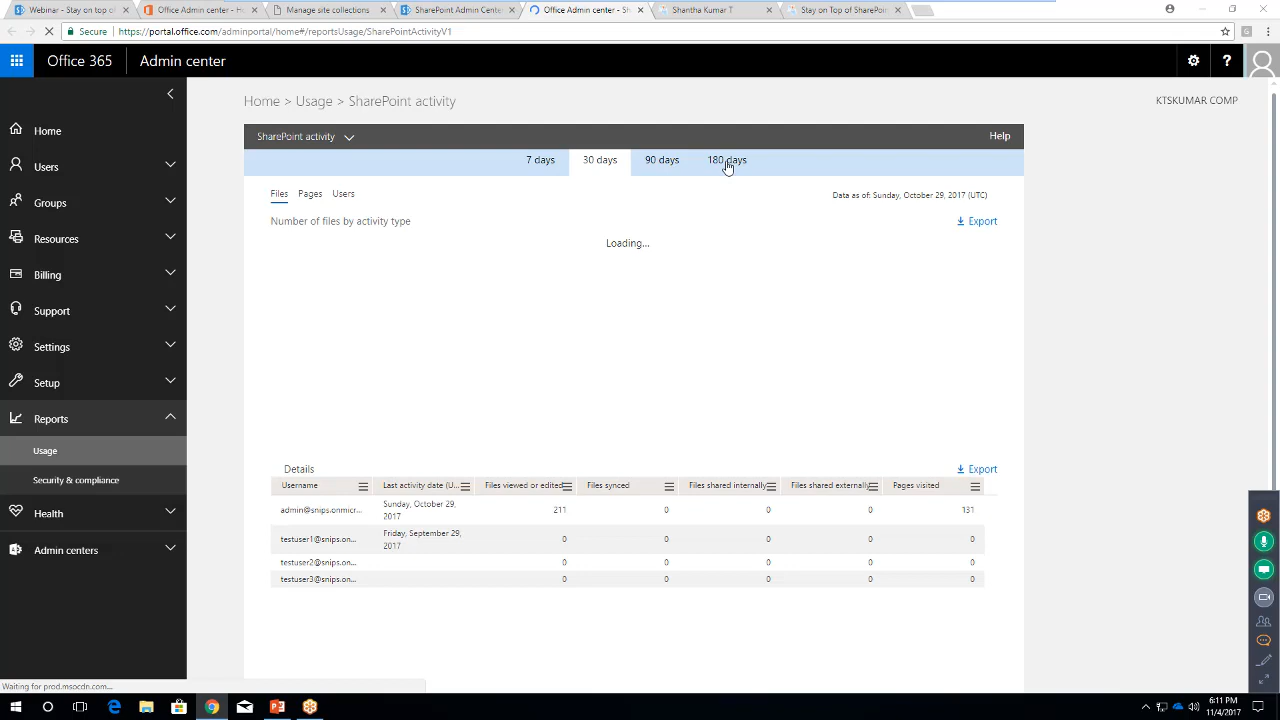 Webinar - Stay on top of
Office Admin center - H
Manage site collections
SharePoint Admin Center
Office Admin center - Sh
Shantha Kumar T
Stay on Top of SharePoin
Secure
https://portal.office.com/adminportal/home#/reportsUsage/SharePointActivityV1
Office 365
Admin center
?
Home > Usage > SharePoint activity
KTSKUMAR COMP
Home
Users
Groups
Resources
Billing
Support
Settings
Setup
Reports
Usage
Security & compliance
Health
Admin centers
SharePoint activity
Help
7 days 30 days 90 days 180 days
Files Pages Users
Data as of: Sunday, October 29, 2017 (UTC)
Number of files by activity type
Export
Loading...
Details
Export
Username Last activity date (U... Files viewed or edited Files synced Files shared internally Files shared externally Pages visited
admin@snips.onmicr... Sunday, October 29, 2017 211 0 0 0 131
testuser1@snips.on... Friday, September 29, 2017 0 0 0 0 0
testuser2@snips.on... 0 0 0 0 0
testuser3@snips.on... 0 0 0 0 0
Waiting for prod.msocdn.com...
6:11 PM
11/4/2017